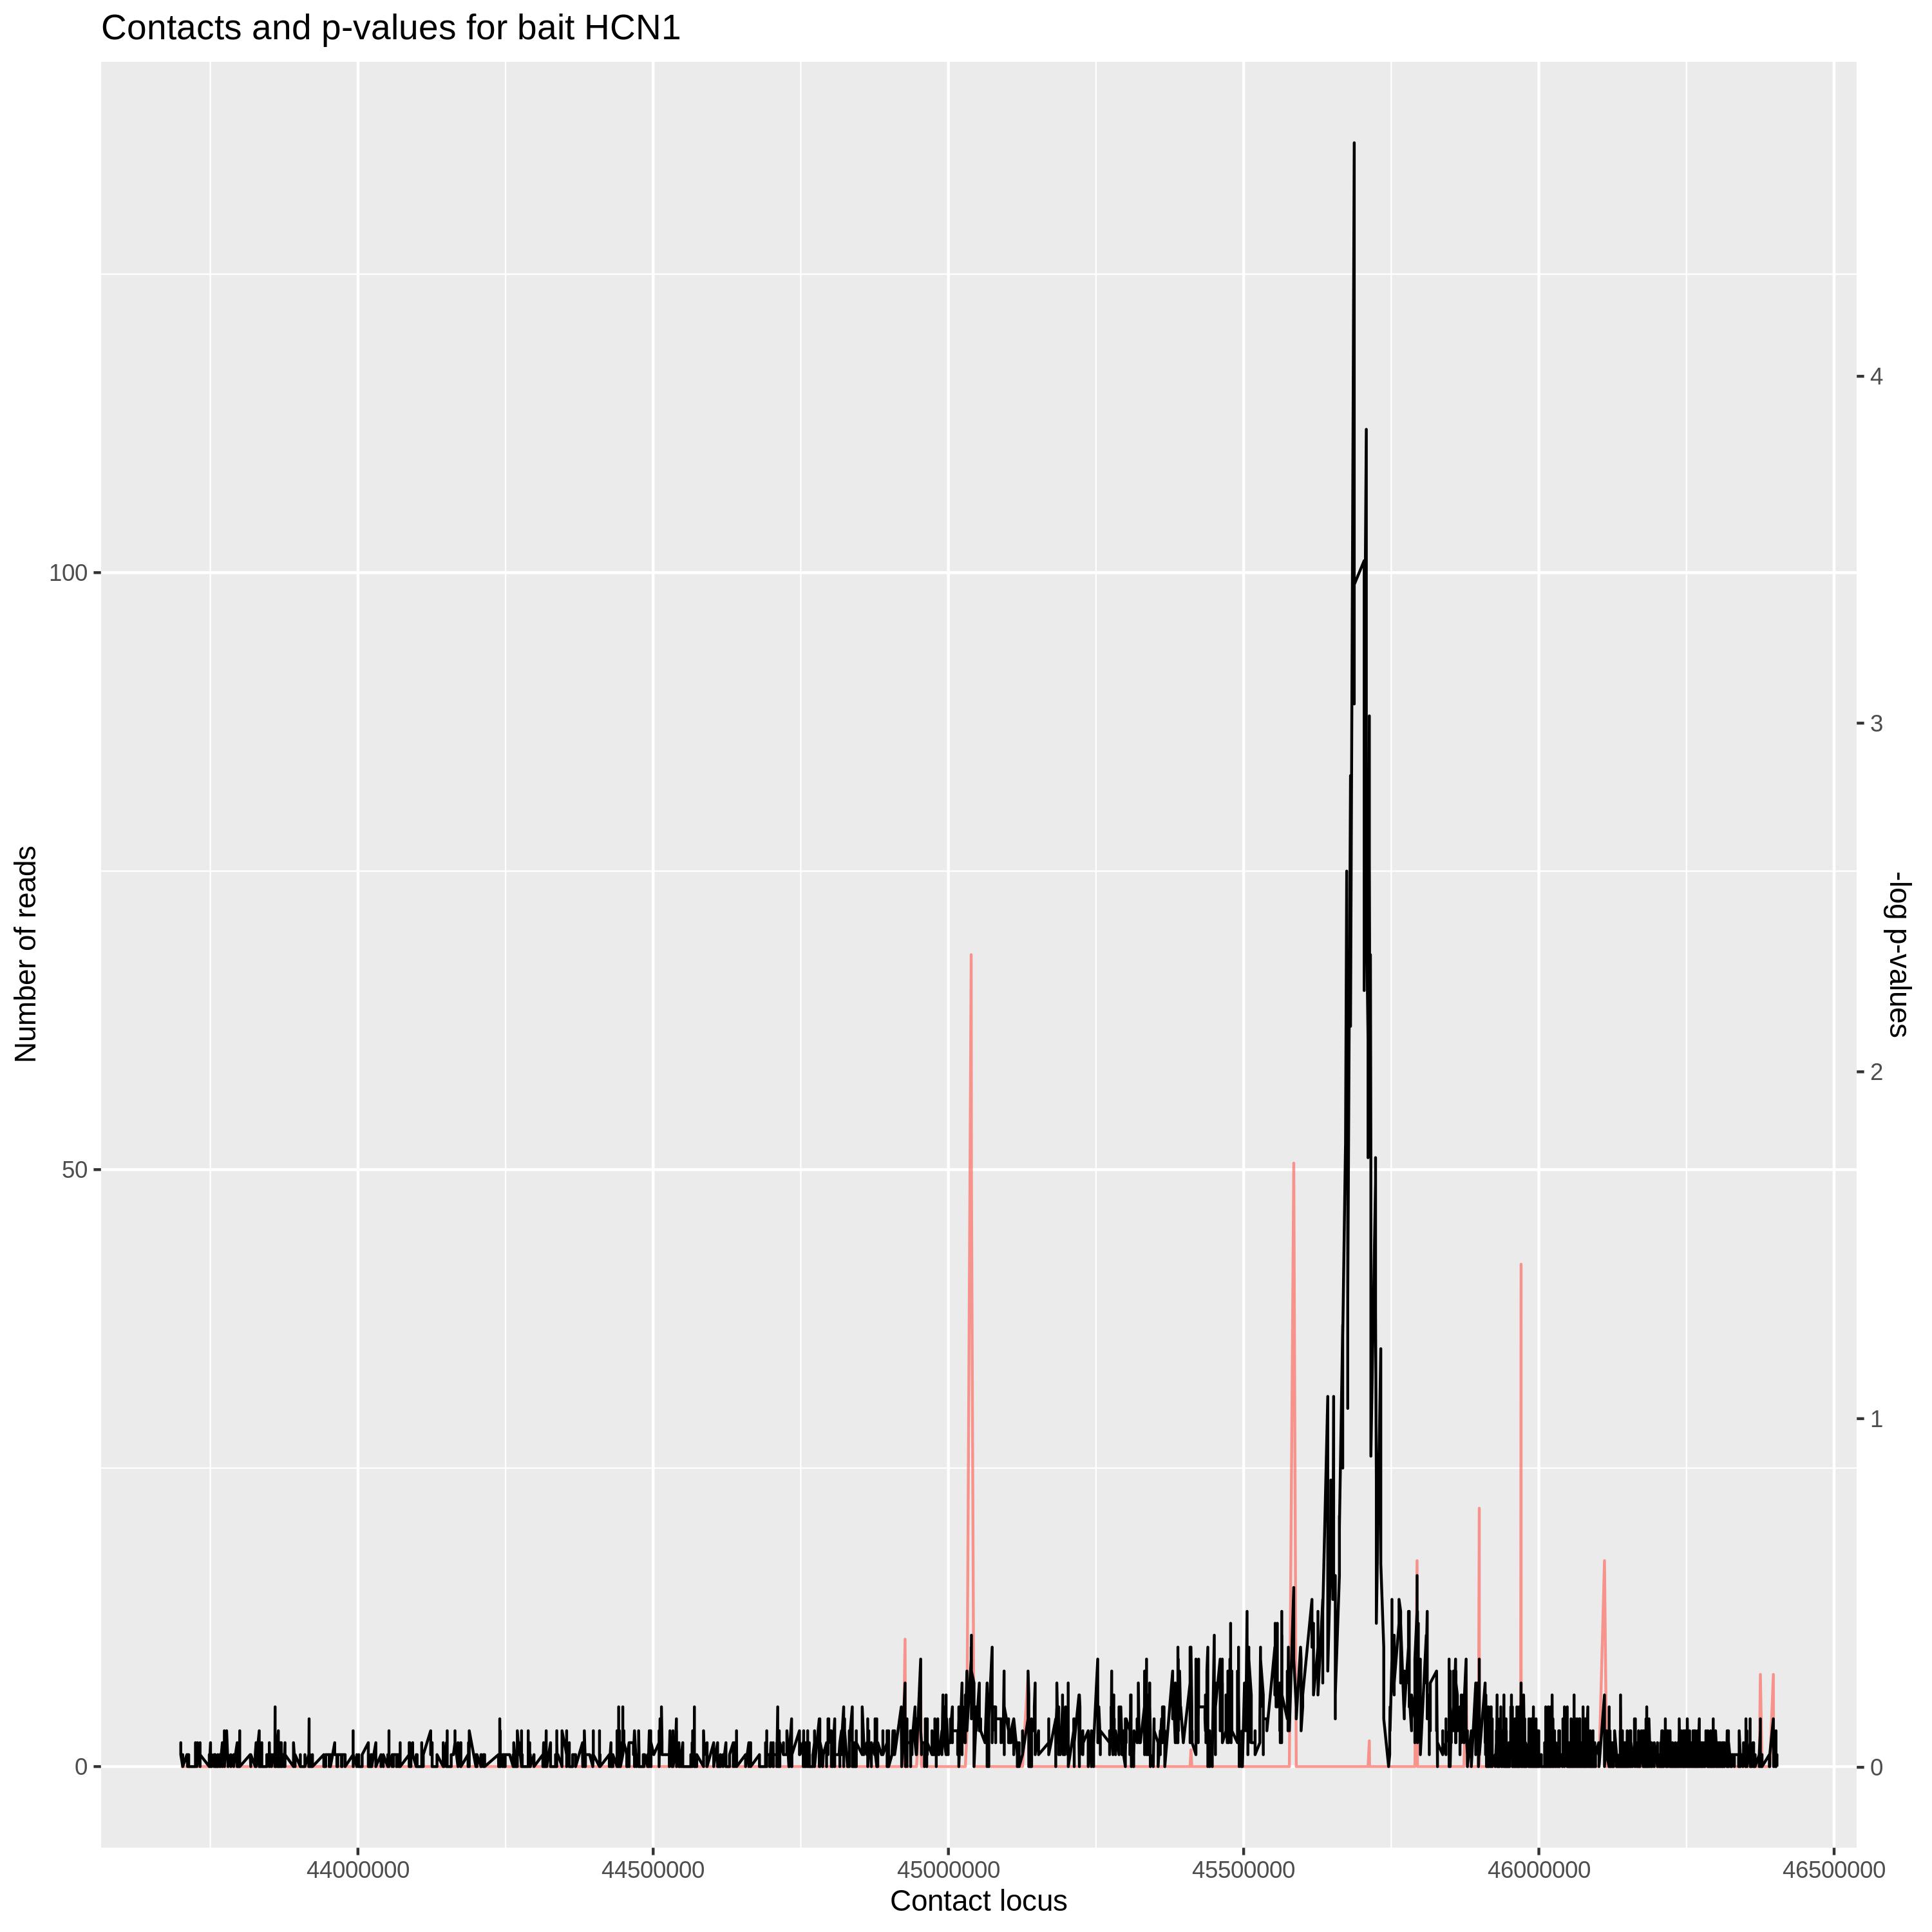 Contacts and p-values for bait HCN1
Number of reads
100
50
0
4
3
2
1
0
-log p-values
44000000 44500000 45000000 45500000 46000000 46500000
Contact locus